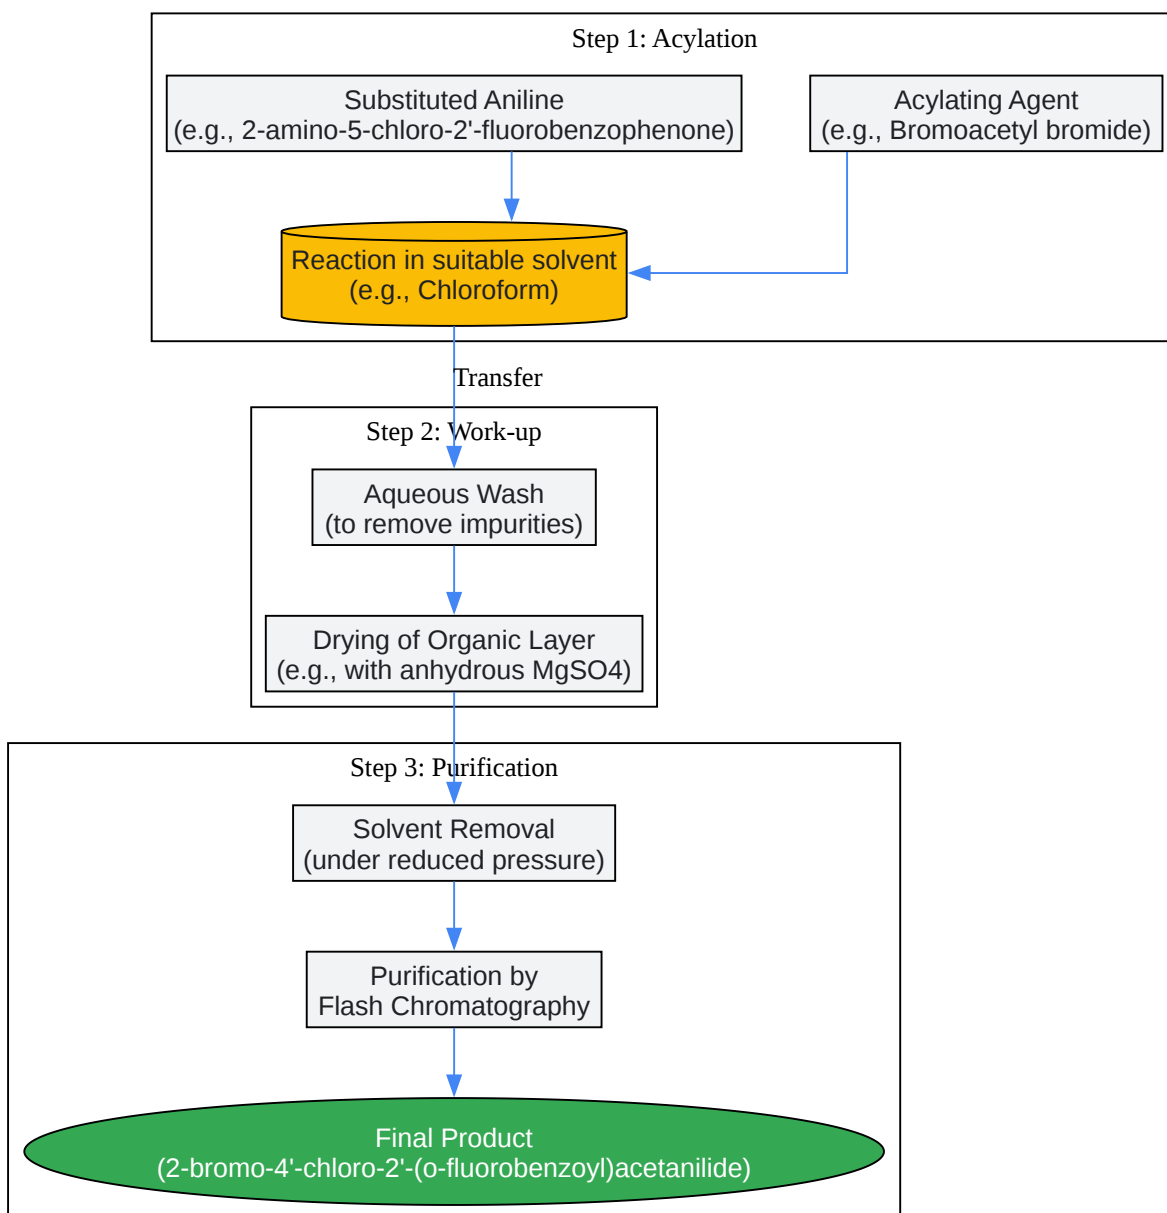 Step 1: Acylation
Substituted Aniline
(e.g., 2-amino-5-chloro-2'-fluorobenzophenone)
Acylating Agent
(e.g., Bromoacetyl bromide)
Reaction in suitable solvent
(e.g., Chloroform)
Transfer
Step 2: Work-up
Aqueous Wash
(to remove impurities)
Drying of Organic Layer
(e.g., with anhydrous MgSO4)
Step 3: Purification
Solvent Removal
(under reduced pressure)
Purification by
Flash Chromatography
Final Product
(2-bromo-4'-chloro-2'-(o-fluorobenzoyl)acetanilide)